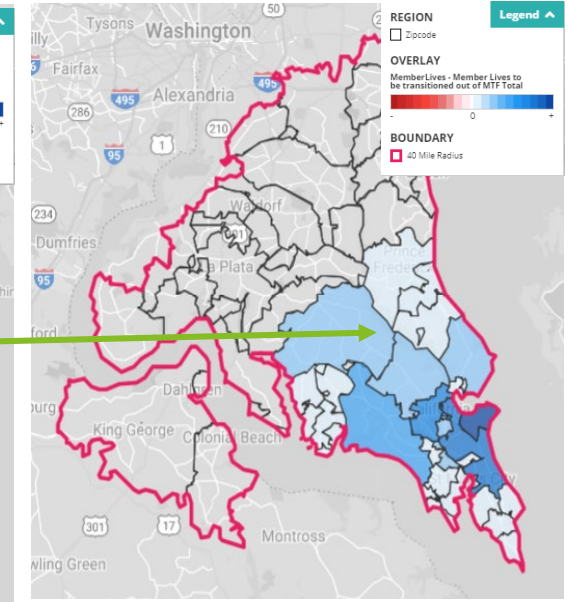 REGION
Legend
Zipcode
OVERLAY
MemberLives - Member Lives to
be transitioned out of MTF Total
-
0
+
BOUNDARY
40 Mile Radius
+
50
Tysons
Washington
Fairfax
495
495
Alexandria
286
210
1
95
Waldorf
234
Dumfries
La Plata
Prince
Frederick
95
Dahlgren
King George
Colonial Beach
301
17
Montross
wling Green